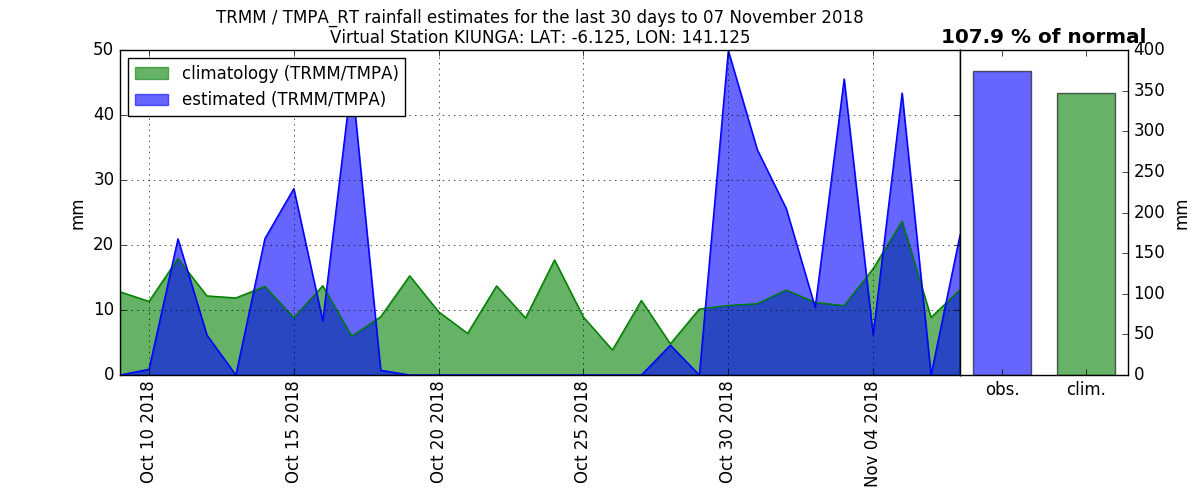 TRMM / TMPA_RT rainfall estimates for the last 30 days to 07 November 2018
Virtual Station KIUNGA: LAT: -6.125, LON: 141.125
107.9 % of normal
climatology (TRMM/TMPA)
estimated (TRMM/TMPA)
50
40
30
20
10
0
mm
Oct 10 2018
Oct 15 2018
Oct 20 2018
Oct 25 2018
Oct 30 2018
Nov 04 2018
400
350
300
250
200
150
100
50
0
mm
obs.
clim.